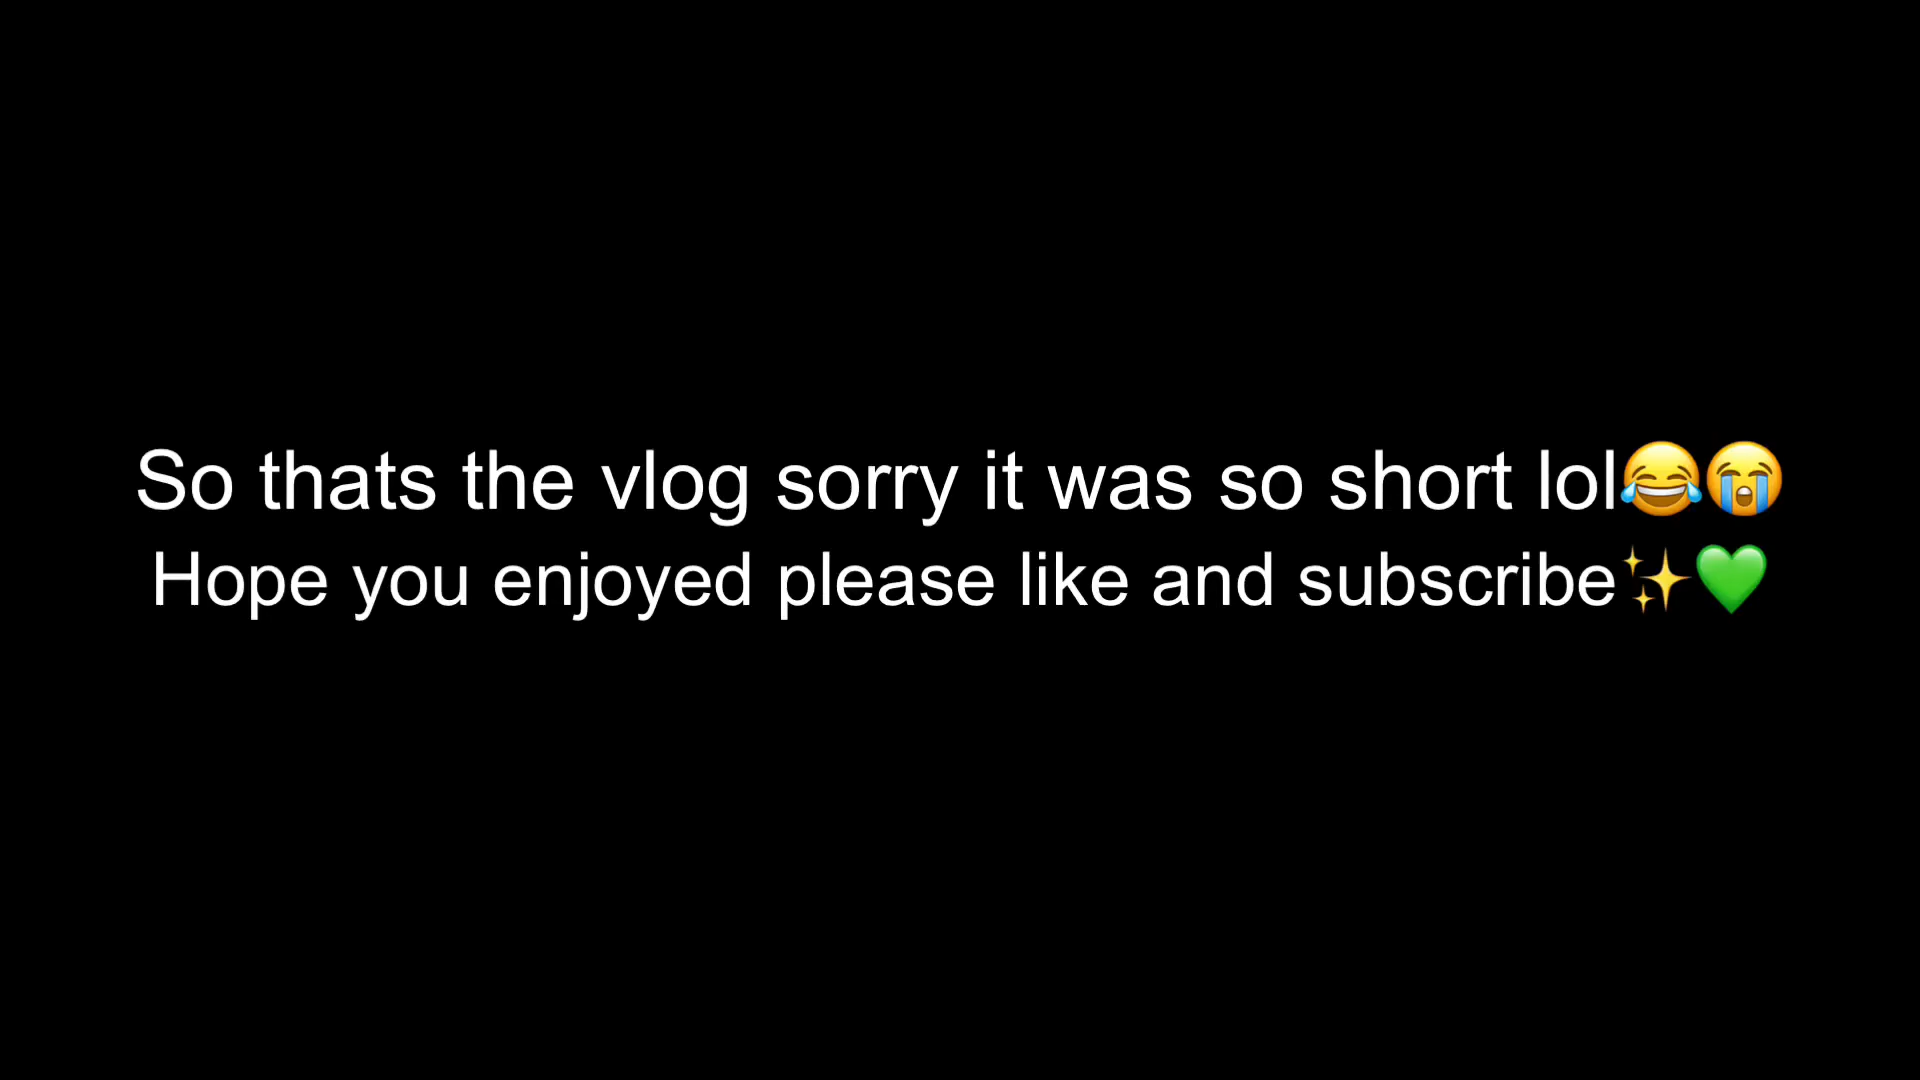 So thats the vlog sorry it was so short lol😂😭
Hope you enjoyed please like and subscribe✨💚